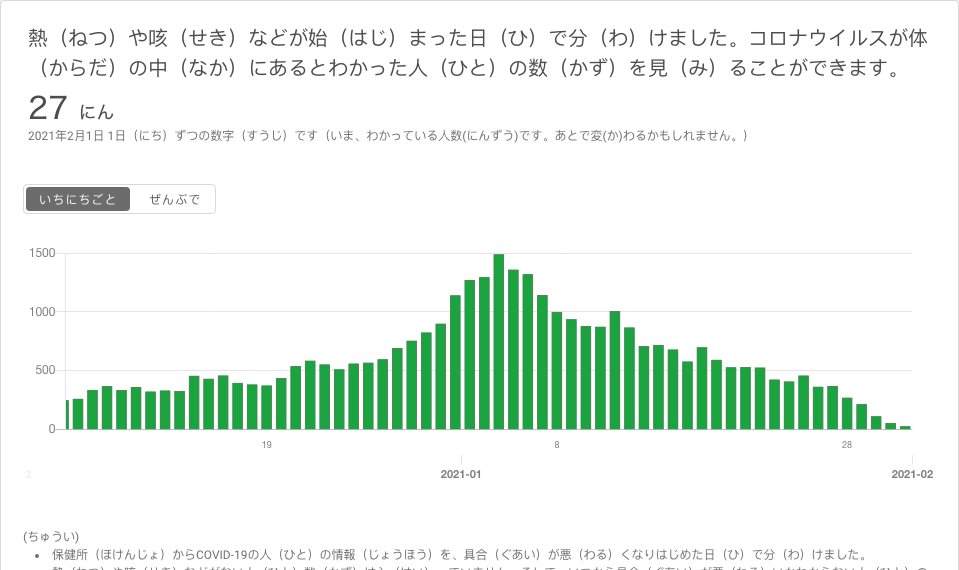 熱（ねつ）や咳（せき）などが始（はじ）まった日（ひ）で分（わ）けました。コロナウイルスが体
（からだ）の中（なか）にあるとわかった人（ひと）の数（かず）を見（み）ることができます。
27 にん
2021年2月1日 1日（にち）ずつの数字（すうじ）です（いま、わかっている人数(にんずう)です。あとで変(か)わるかもしれません。）
いちにちごと ぜんぶで
1500
1000
500
0
19 8 28
2 2021-01 2021-02
(ちゅうい)
• 保健所（ほけんじょ）からCOVID-19の人（ひと）の情報（じょうほう）を、具合（ぐあい）が悪（わる）くなりはじめた日（ひ）で分（わ）けました。